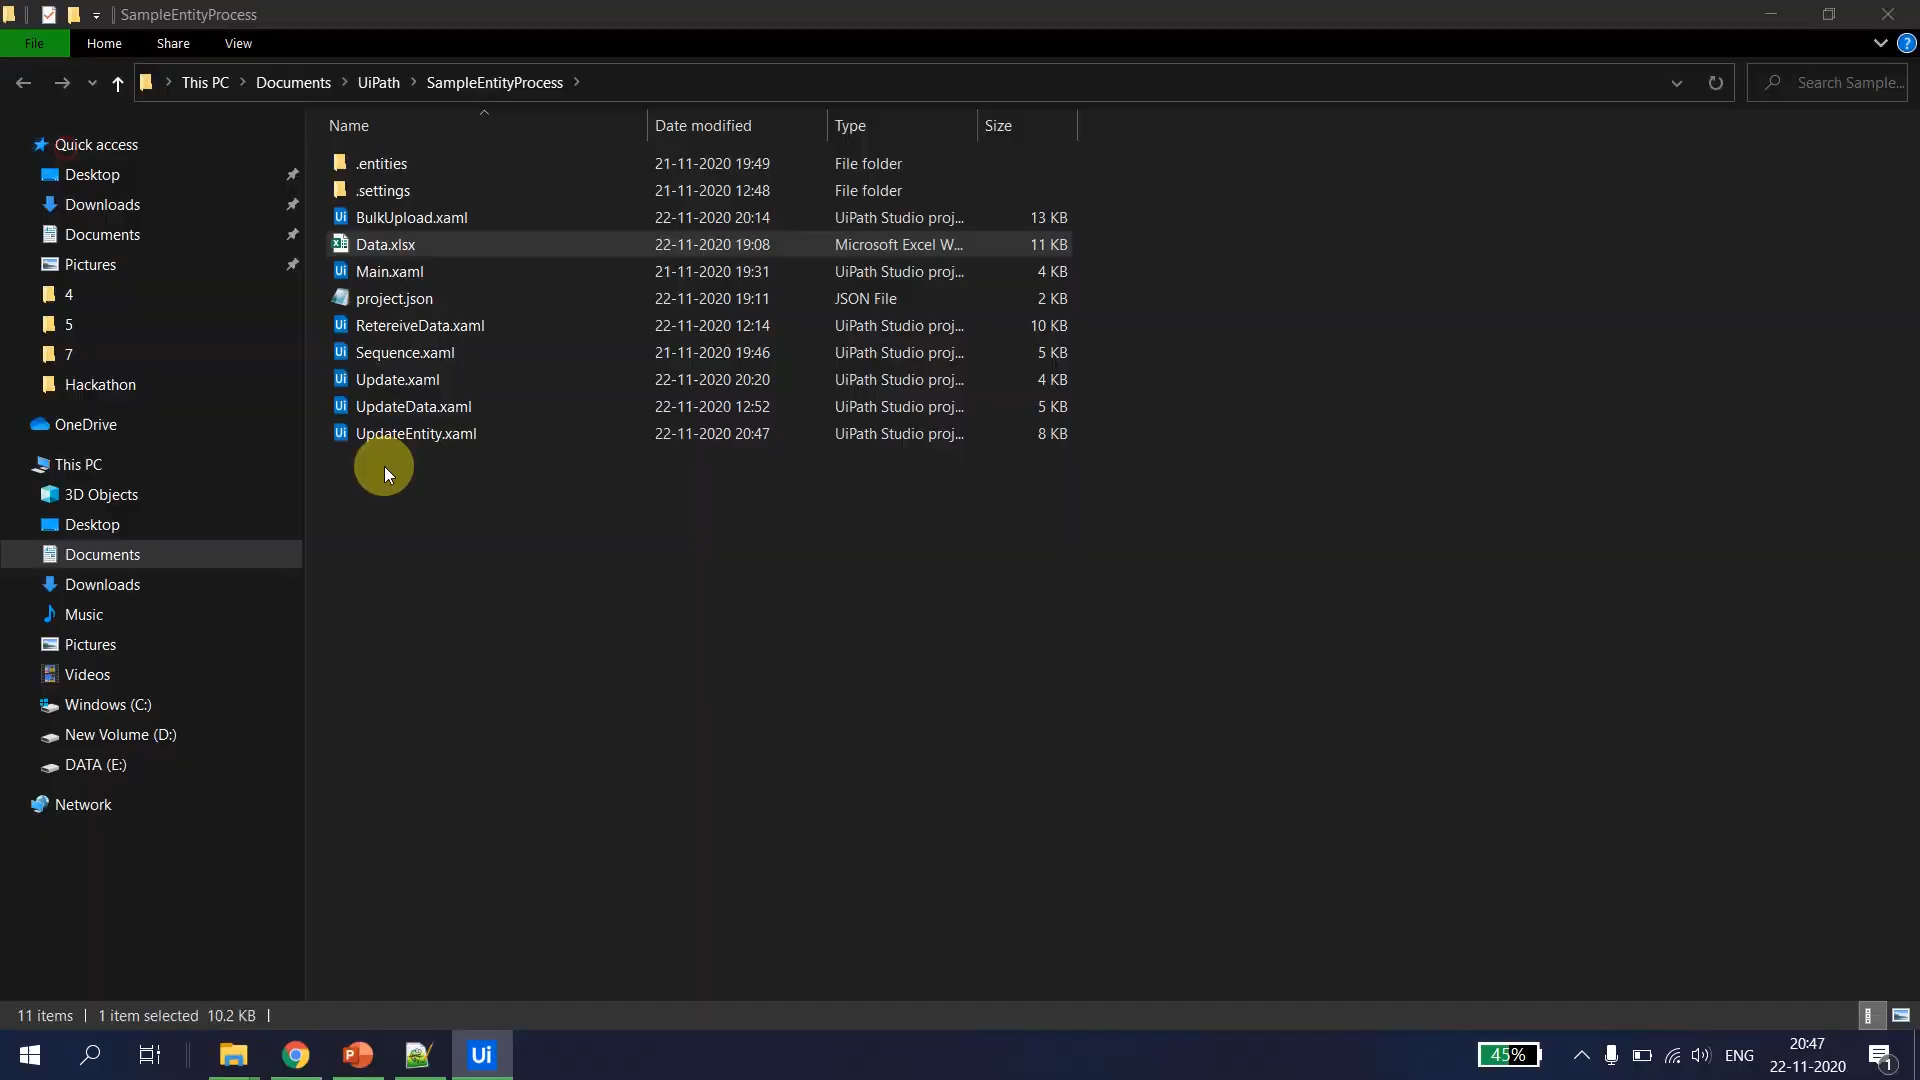 SampleEntityProcess
File Home Share View
This PC Documents UiPath SampleEntityProcess Search Sample...
Name Date modified Type Size
Quick access
Desktop
Downloads
Documents
Pictures
4
5
7
Hackathon
OneDrive
This PC
3D Objects
Desktop
Documents
Downloads
Music
Pictures
Videos
Windows (C:)
New Volume (D:)
DATA (E:)
Network
.entities 21-11-2020 19:49 File folder
.settings 21-11-2020 12:48 File folder
BulkUpload.xaml 22-11-2020 20:14 UiPath Studio proj... 13 KB
Data.xlsx 22-11-2020 19:08 Microsoft Excel W... 11 KB
Main.xaml 21-11-2020 19:31 UiPath Studio proj... 4 KB
project.json 22-11-2020 19:11 JSON File 2 KB
RetereiveData.xaml 22-11-2020 12:14 UiPath Studio proj... 10 KB
Sequence.xaml 21-11-2020 19:46 UiPath Studio proj... 5 KB
Update.xaml 22-11-2020 20:20 UiPath Studio proj... 4 KB
UpdateData.xaml 22-11-2020 12:52 UiPath Studio proj... 5 KB
UpdateEntity.xaml 22-11-2020 20:47 UiPath Studio proj... 8 KB
11 items 1 item selected 10.2 KB
Ui 45% ENG 20:47
22-11-2020 1